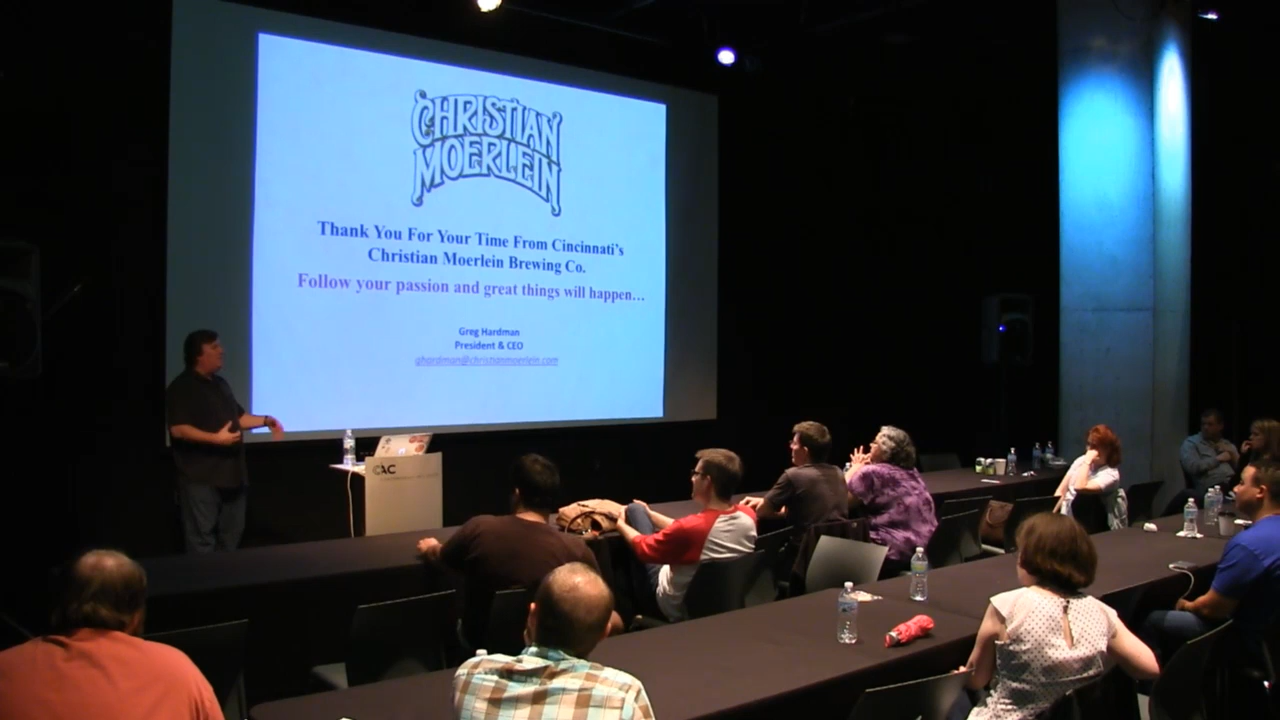 CHRISTIAN
MOERLEIN
Thank You For Your Time From Cincinnati's
Christian Moerlein Brewing Co.
Follow your passion and great things will happen…
Greg Hardman
President & CEO
ghardman@christianmoerlein.com
CAC